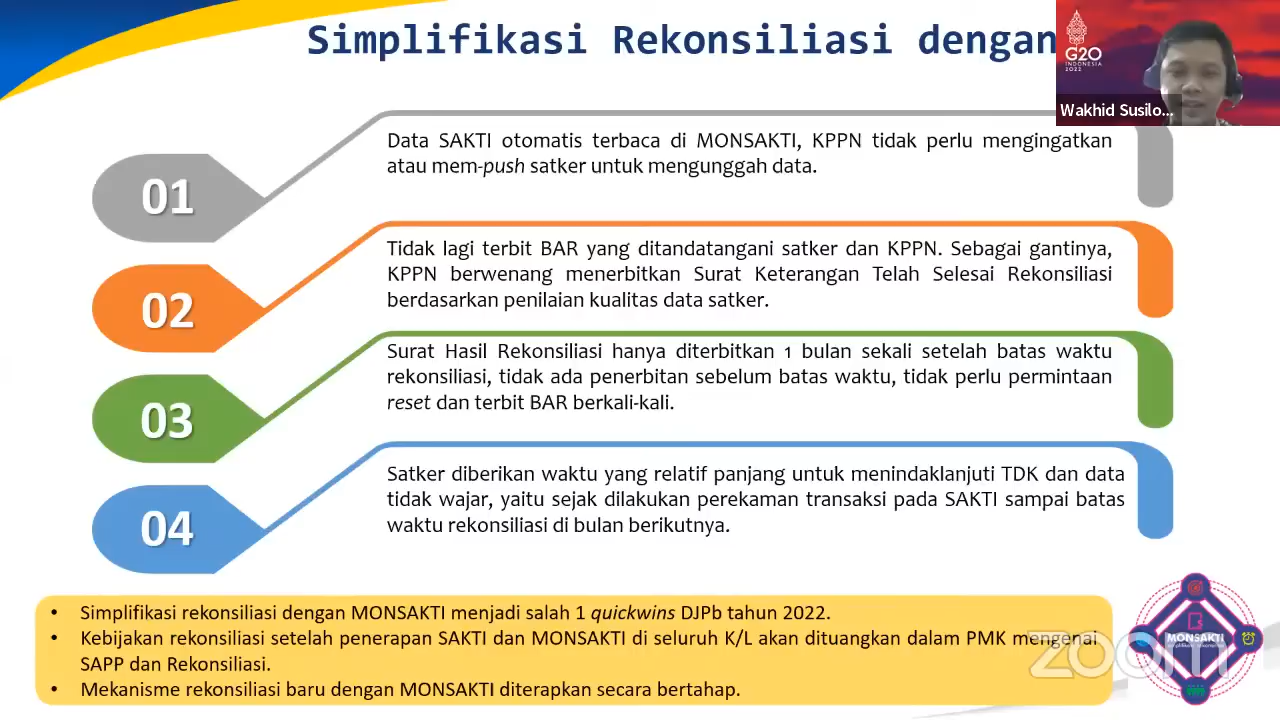 Simplifikasi Rekonsiliasi dengan
G20
INDONESIA
2022
Wakhid Susilo...
01
Data SAKTI otomatis terbaca di MONSAKTI, KPPN tidak perlu mengingatkan
atau mem-push satker untuk mengunggah data.
02
Tidak lagi terbit BAR yang ditandatangani satker dan KPPN. Sebagai gantinya,
KPPN berwenang menerbitkan Surat Keterangan Telah Selesai Rekonsiliasi
berdasarkan penilaian kualitas data satker.
03
Surat Hasil Rekonsiliasi hanya diterbitkan 1 bulan sekali setelah batas waktu
rekonsiliasi, tidak ada penerbitan sebelum batas waktu, tidak perlu permintaan
reset dan terbit BAR berkali-kali.
04
Satker diberikan waktu yang relatif panjang untuk menindaklanjuti TDK dan data
tidak wajar, yaitu sejak dilakukan perekaman transaksi pada SAKTI sampai batas
waktu rekonsiliasi di bulan berikutnya.
• Simplifikasi rekonsiliasi dengan MONSAKTI menjadi salah 1 quickwins DJPb tahun 2022.
• Kebijakan rekonsiliasi setelah penerapan SAKTI dan MONSAKTI di seluruh K/L akan dituangkan dalam PMK mengenai
SAPP dan Rekonsiliasi.
• Mekanisme rekonsiliasi baru dengan MONSAKTI diterapkan secara bertahap.
MONSAKTI
zoom